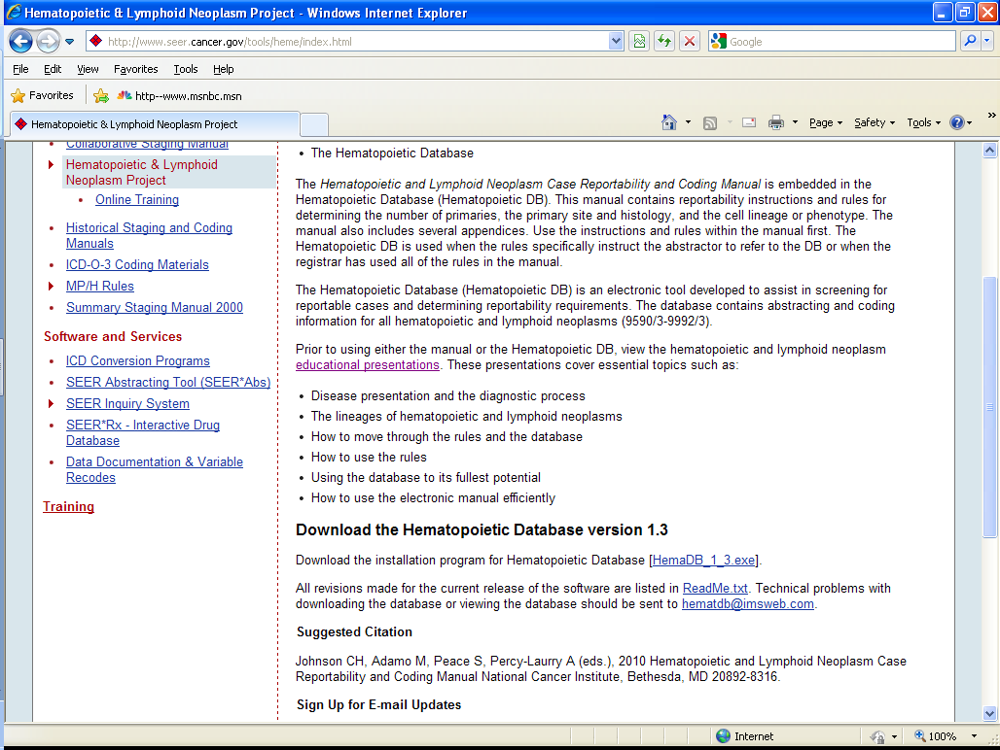 Hematopoietic & Lymphoid Neoplasm Project - Windows Internet Explorer
http://www.seer.cancer.gov/tools/heme/index.html
Google
File Edit View Favorites Tools Help
Favorites http--www.msnbc.msn
Hematopoietic & Lymphoid Neoplasm Project
Page Safety Tools »
Collaborative Staging Manual
Hematopoietic & Lymphoid
Neoplasm Project
• Online Training
• Historical Staging and Coding
Manuals
• ICD-O-3 Coding Materials
MP/H Rules
• Summary Staging Manual 2000
Software and Services
• ICD Conversion Programs
• SEER Abstracting Tool (SEER*Abs)
SEER Inquiry System
• SEER*Rx - Interactive Drug
Database
• Data Documentation & Variable
Recodes
Training
• The Hematopoietic Database
The Hematopoietic and Lymphoid Neoplasm Case Reportability and Coding Manual is embedded in the
Hematopoietic Database (Hematopoietic DB). This manual contains reportability instructions and rules for
determining the number of primaries, the primary site and histology, and the cell lineage or phenotype. The
manual also includes several appendices. Use the instructions and rules within the manual first. The
Hematopoietic DB is used when the rules specifically instruct the abstractor to refer to the DB or when the
registrar has used all of the rules in the manual.
The Hematopoietic Database (Hematopoietic DB) is an electronic tool developed to assist in screening for
reportable cases and determining reportability requirements. The database contains abstracting and coding
information for all hematopoietic and lymphoid neoplasms (9590/3-9992/3).
Prior to using either the manual or the Hematopoietic DB, view the hematopoietic and lymphoid neoplasm
educational presentations. These presentations cover essential topics such as:
• Disease presentation and the diagnostic process
• The lineages of hematopoietic and lymphoid neoplasms
• How to move through the rules and the database
• How to use the rules
• Using the database to its fullest potential
• How to use the electronic manual efficiently
Download the Hematopoietic Database version 1.3
Download the installation program for Hematopoietic Database [HemaDB_1_3.exe].
All revisions made for the current release of the software are listed in ReadMe.txt. Technical problems with
downloading the database or viewing the database should be sent to hematdb@imsweb.com.
Suggested Citation
Johnson CH, Adamo M, Peace S, Percy-Laurry A (eds.), 2010 Hematopoietic and Lymphoid Neoplasm Case
Reportability and Coding Manual National Cancer Institute, Bethesda, MD 20892-8316.
Sign Up for E-mail Updates
Internet
100%